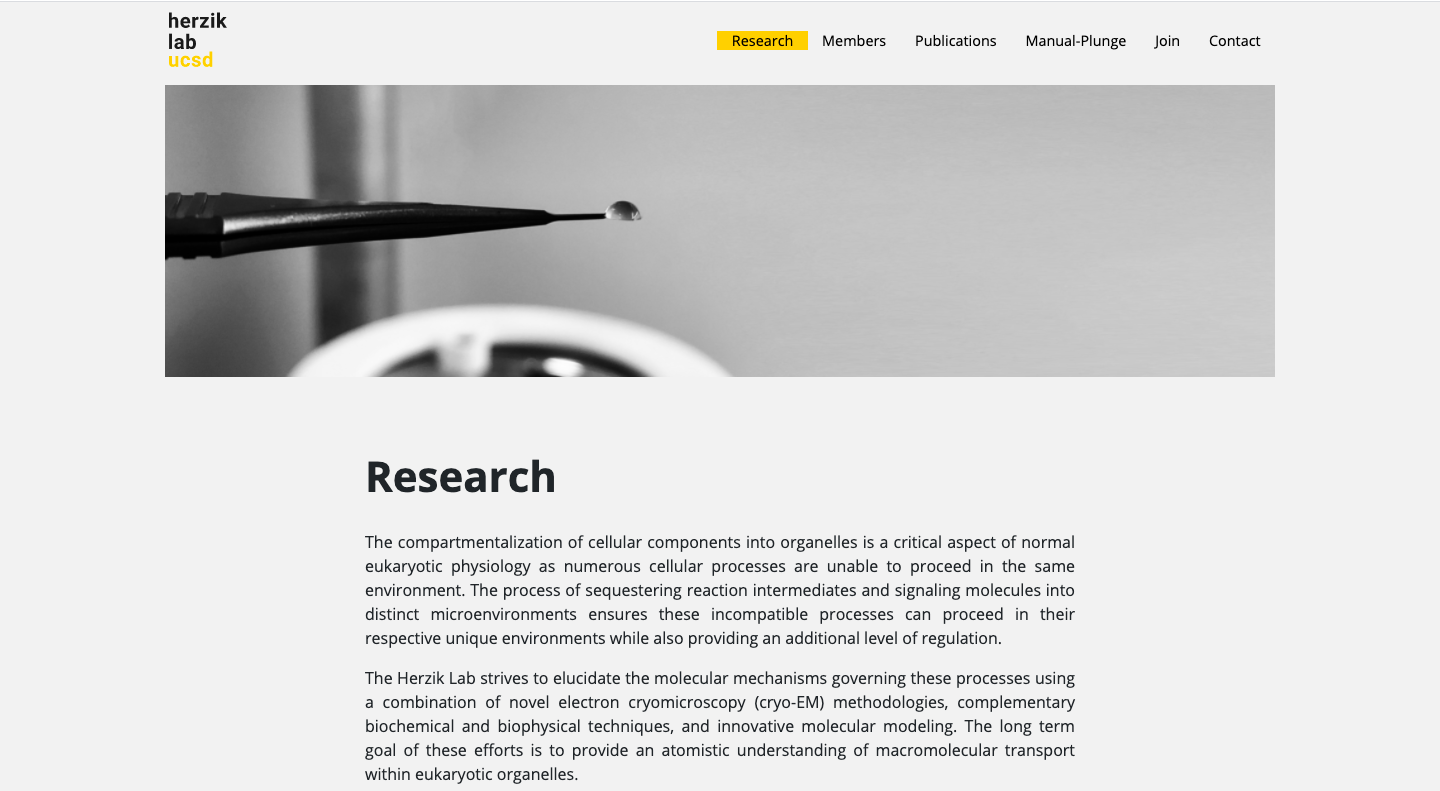 herzik
lab
ucsd
Research Members Publications Manual-Plunge Join Contact
Research
The compartmentalization of cellular components into organelles is a critical aspect of normal
eukaryotic physiology as numerous cellular processes are unable to proceed in the same
environment. The process of sequestering reaction intermediates and signaling molecules into
distinct microenvironments ensures these incompatible processes can proceed in their
respective unique environments while also providing an additional level of regulation.
The Herzik Lab strives to elucidate the molecular mechanisms governing these processes using
a combination of novel electron cryomicroscopy (cryo-EM) methodologies, complementary
biochemical and biophysical techniques, and innovative molecular modeling. The long term
goal of these efforts is to provide an atomistic understanding of macromolecular transport
within eukaryotic organelles.